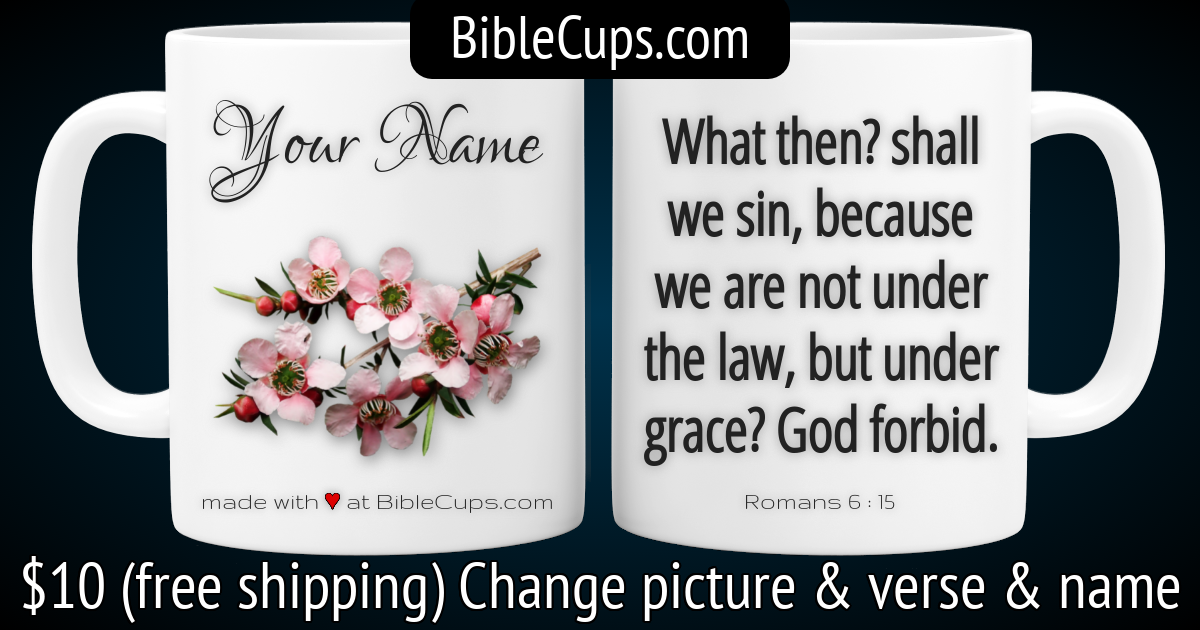 BibleCups.com
Your Name
made with ♥ at BibleCups.com
What then? shall
we sin, because
we are not under
the law, but under
grace? God forbid.
Romans 6 : 15
$10 (free shipping) Change picture & verse & name